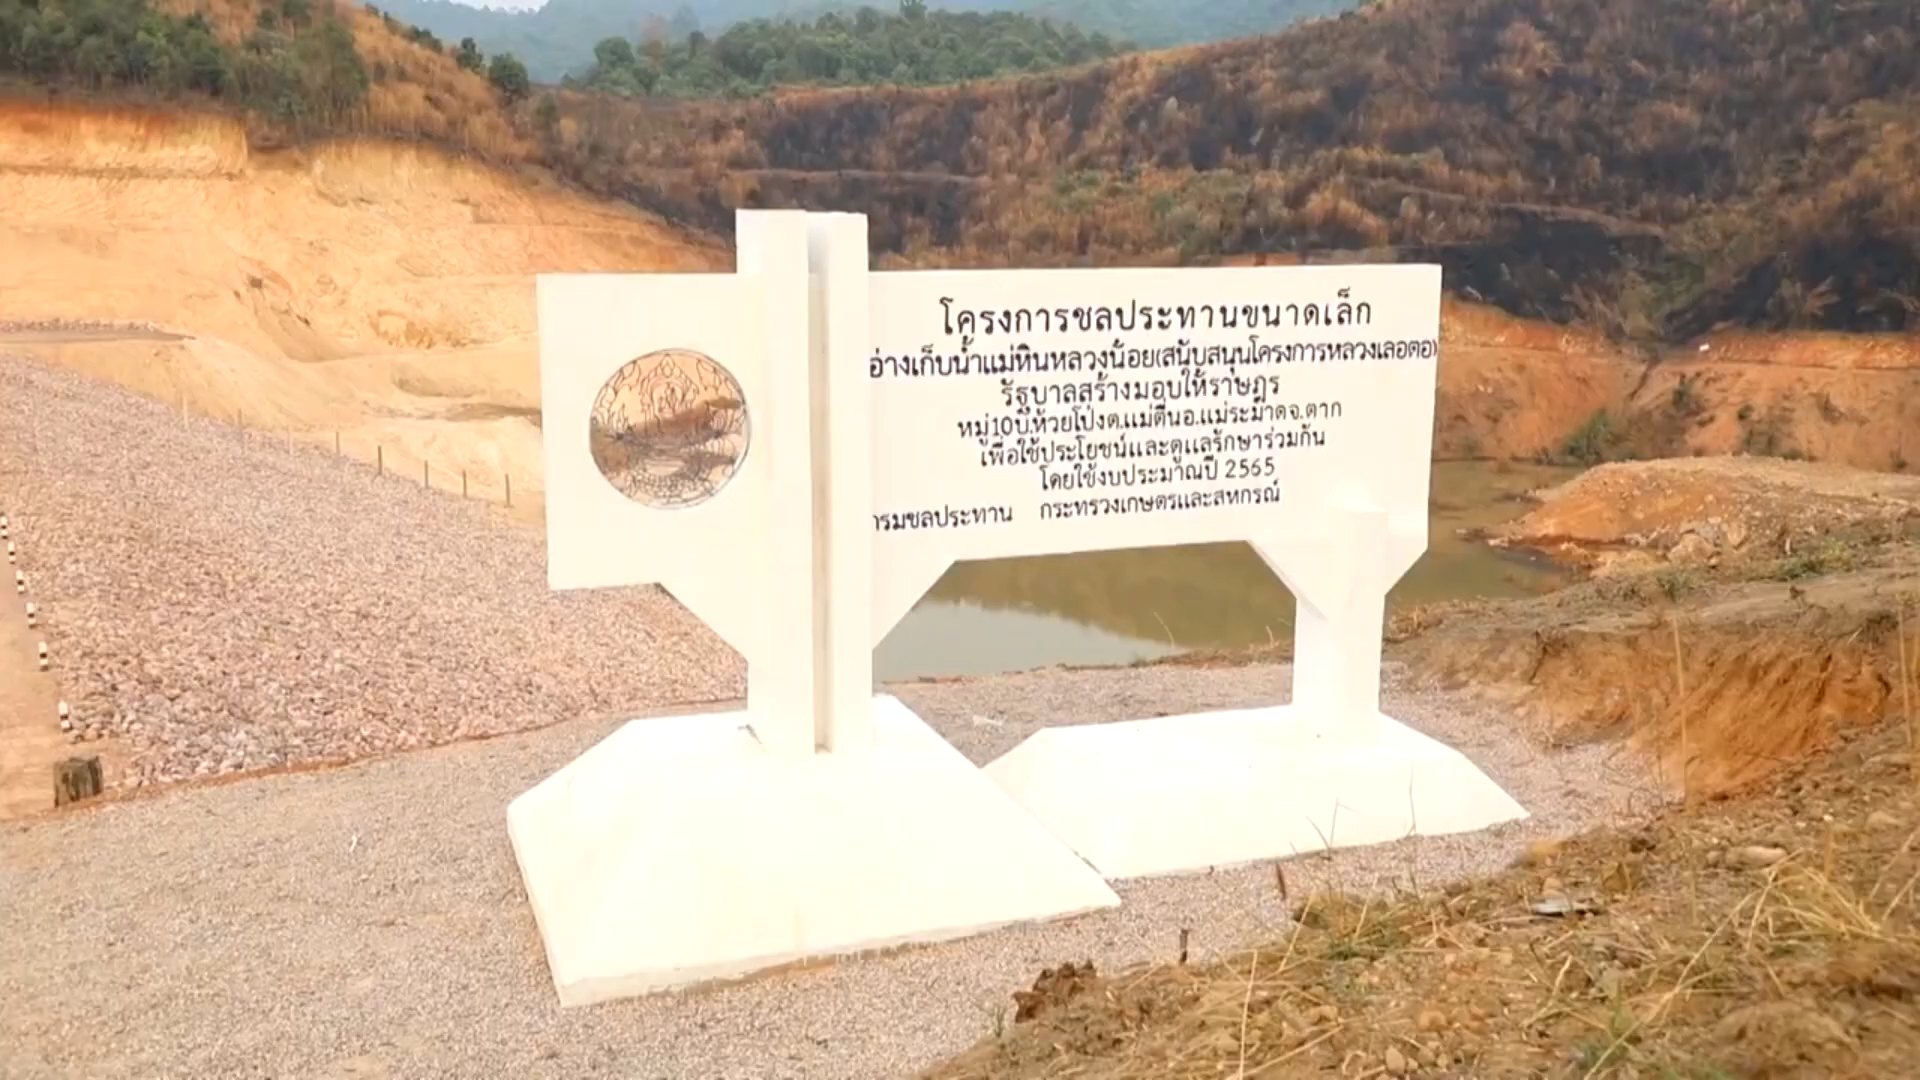 โครงการชลประทานขนาดเล็ก
อ่างเก็บน้ำแม่หินหลวงน้อย(สนับสนุนโครงการหลวงเลอตอ)
รัฐบาลสร้างมอบให้ราษฎร
หมู่10บ.ห้วยโป่งต.แม่ตื่นอ.แม่ระมาดจ.ตาก
เพื่อใช้ประโยชน์และดูแลรักษาร่วมกัน
โดยใช้งบประมาณปี 2565
กรมชลประทาน กระทรวงเกษตรและสหกรณ์